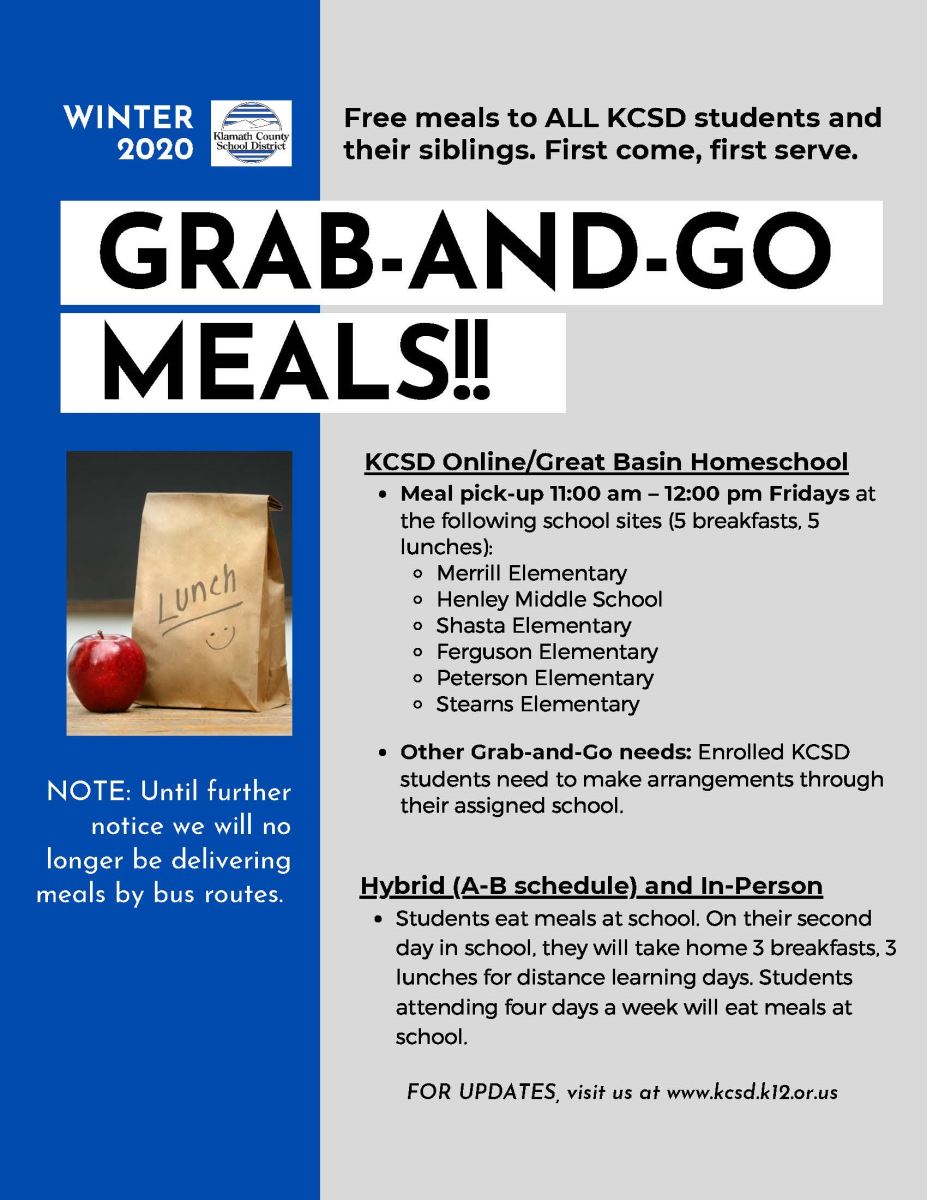 WINTER
2020
Klamath County
School District
Free meals to ALL KCSD students and
their siblings. First come, first serve.
GRAB-AND-GO
MEALS!!
Lunch
NOTE: Until further
notice we will no
longer be delivering
meals by bus routes.
KCSD Online/Great Basin Homeschool
• Meal pick-up 11:00 am – 12:00 pm Fridays at
the following school sites (5 breakfasts, 5
lunches):
◦ Merrill Elementary
◦ Henley Middle School
◦ Shasta Elementary
◦ Ferguson Elementary
◦ Peterson Elementary
◦ Stearns Elementary
• Other Grab-and-Go needs: Enrolled KCSD
students need to make arrangements through
their assigned school.
Hybrid (A-B schedule) and In-Person
• Students eat meals at school. On their second
day in school, they will take home 3 breakfasts, 3
lunches for distance learning days. Students
attending four days a week will eat meals at
school.
FOR UPDATES, visit us at www.kcsd.k12.or.us